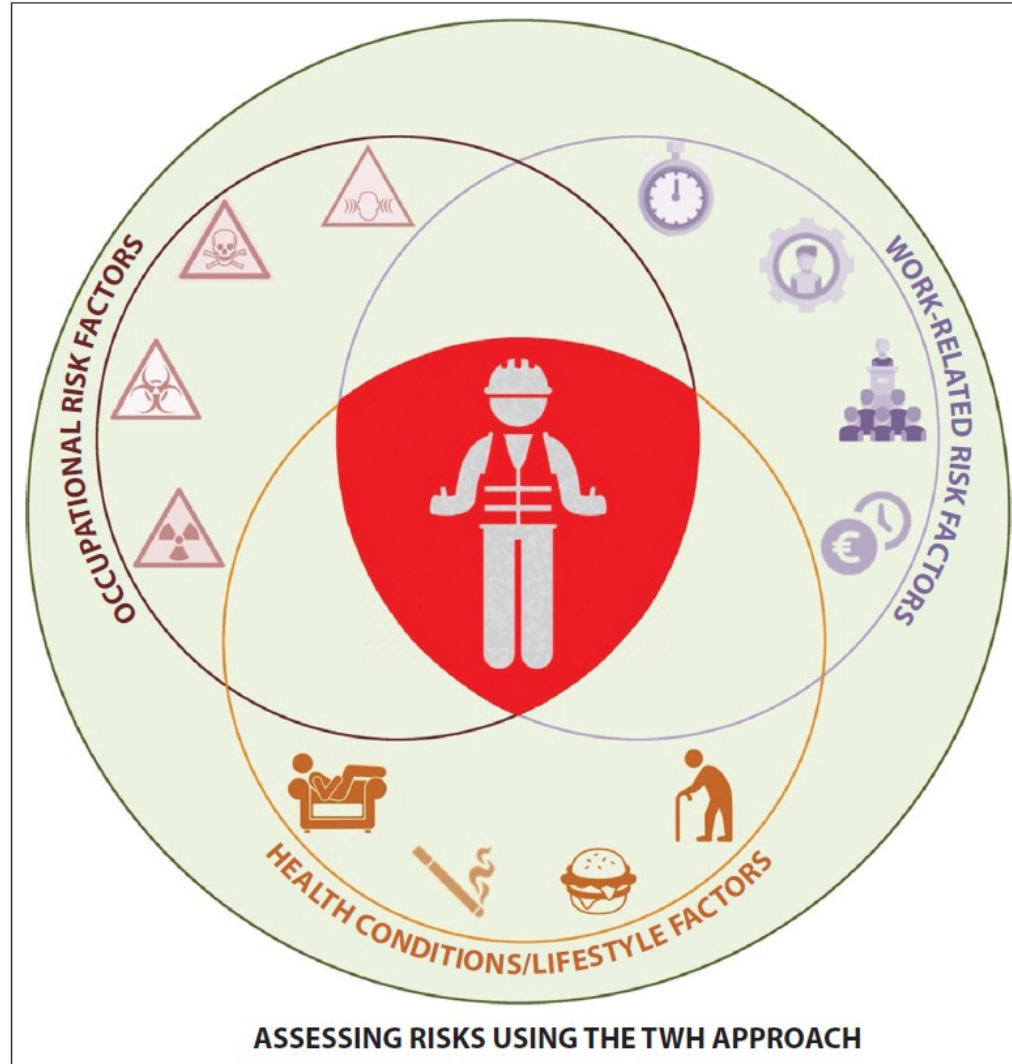 OCCUPATIONAL RISK FACTORS
WORK-RELATED RISK FACTORS
€
HEALTH CONDITIONS/LIFESTYLE FACTORS
ASSESSING RISKS USING THE TWH APPROACH